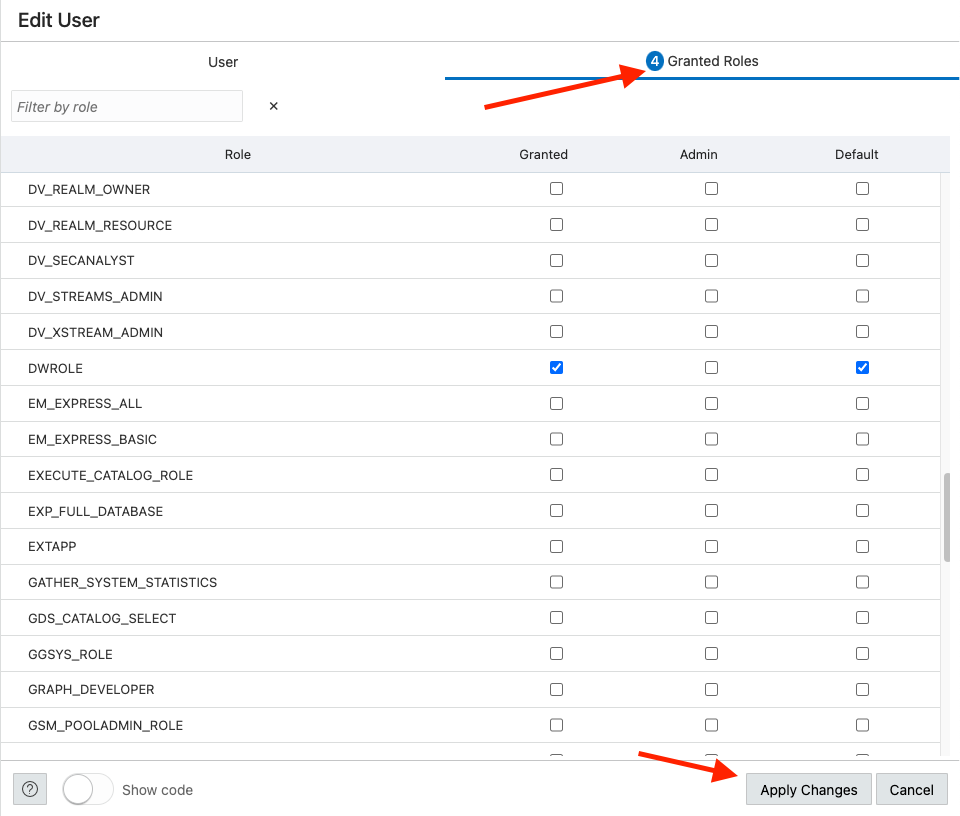 Edit User
User
4 Granted Roles
Filter by role ×
Role Granted Admin Default
DV_REALM_OWNER
DV_REALM_RESOURCE
DV_SECANALYST
DV_STREAMS_ADMIN
DV_XSTREAM_ADMIN
DWROLE
EM_EXPRESS_ALL
EM_EXPRESS_BASIC
EXECUTE_CATALOG_ROLE
EXP_FULL_DATABASE
EXTAPP
GATHER_SYSTEM_STATISTICS
GDS_CATALOG_SELECT
GGSYS_ROLE
GRAPH_DEVELOPER
GSM_POOLADMIN_ROLE
? Show code Apply Changes Cancel